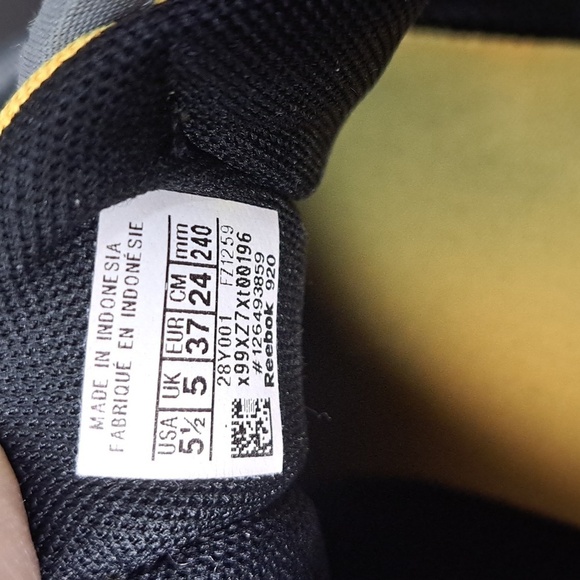 MADE IN INDONESIA
FABRIQUÉ EN INDONÉSIE
USA UK EUR CM mm
5½ 5 37 24 240
28Y001 FZ1259
x99XZ7Xt00196
#126493859
Reebok 920